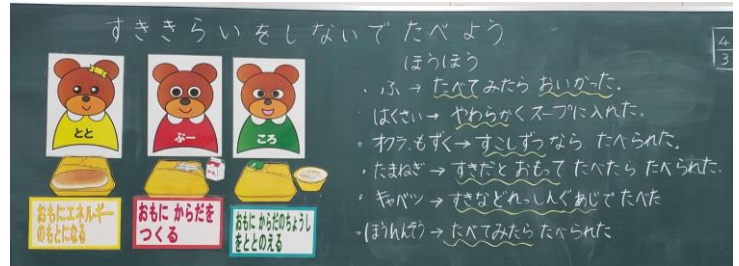 すききらいをしないでたべよう
ほうほう
4
3
・ふ→たべてみたら おいかった。
はくさい→やわらかくスープに入れた。
・オクラ.もずく→すこしずつなら たべられた。
・たまねぎ→すきだとおもって たべたら たべられた.
・キャベツ→すきなどれっしんぐあじでたべた
・ほうれんそう→たべてみたら たべられた
とと
ぶー
ころ
おもにエネルギー
のもとになる
おもに からだを
つくる
おもに からだのちょうし
をととのえる